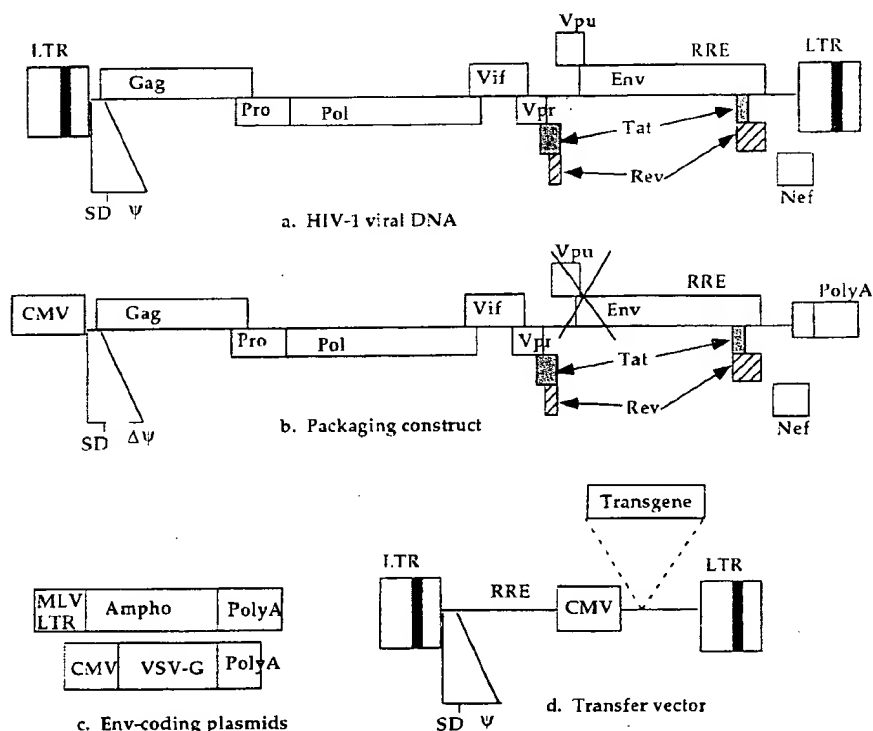 Vpu
LTR
RRE
LTR
Gag
Vif
Env
Pro
Pol
Vpr
Tat
Rev
SD ψ
Nef
a. HIV-1 viral DNA
Vpu
RRE
CMV
PolyA
Gag
Vif
Env
Pro
Pol
Vpr
Tat
Rev
SD Δψ
Nef
b. Packaging construct
Transgene
LTR
RRE
LTR
CMV
SD ψ
d. Transfer vector
MLV LTR
Ampho
PolyA
CMV
VSV-G
PolyA
c. Env-coding plasmids